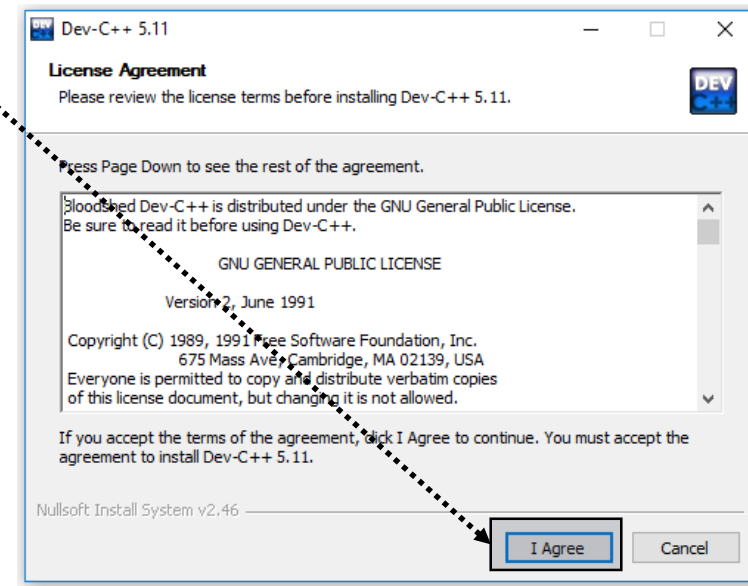 Dev-C++ 5.11
License Agreement
Please review the license terms before installing Dev-C++ 5.11.
DEV
C++
Press Page Down to see the rest of the agreement.
Bloodshed Dev-C++ is distributed under the GNU General Public License.
Be sure to read it before using Dev-C++.
GNU GENERAL PUBLIC LICENSE
Version 2, June 1991
Copyright (C) 1989, 1991 Free Software Foundation, Inc.
675 Mass Ave, Cambridge, MA 02139, USA
Everyone is permitted to copy and distribute verbatim copies
of this license document, but changing it is not allowed.
If you accept the terms of the agreement, click I Agree to continue. You must accept the
agreement to install Dev-C++ 5.11.
Nullsoft Install System v2.46
I Agree
Cancel